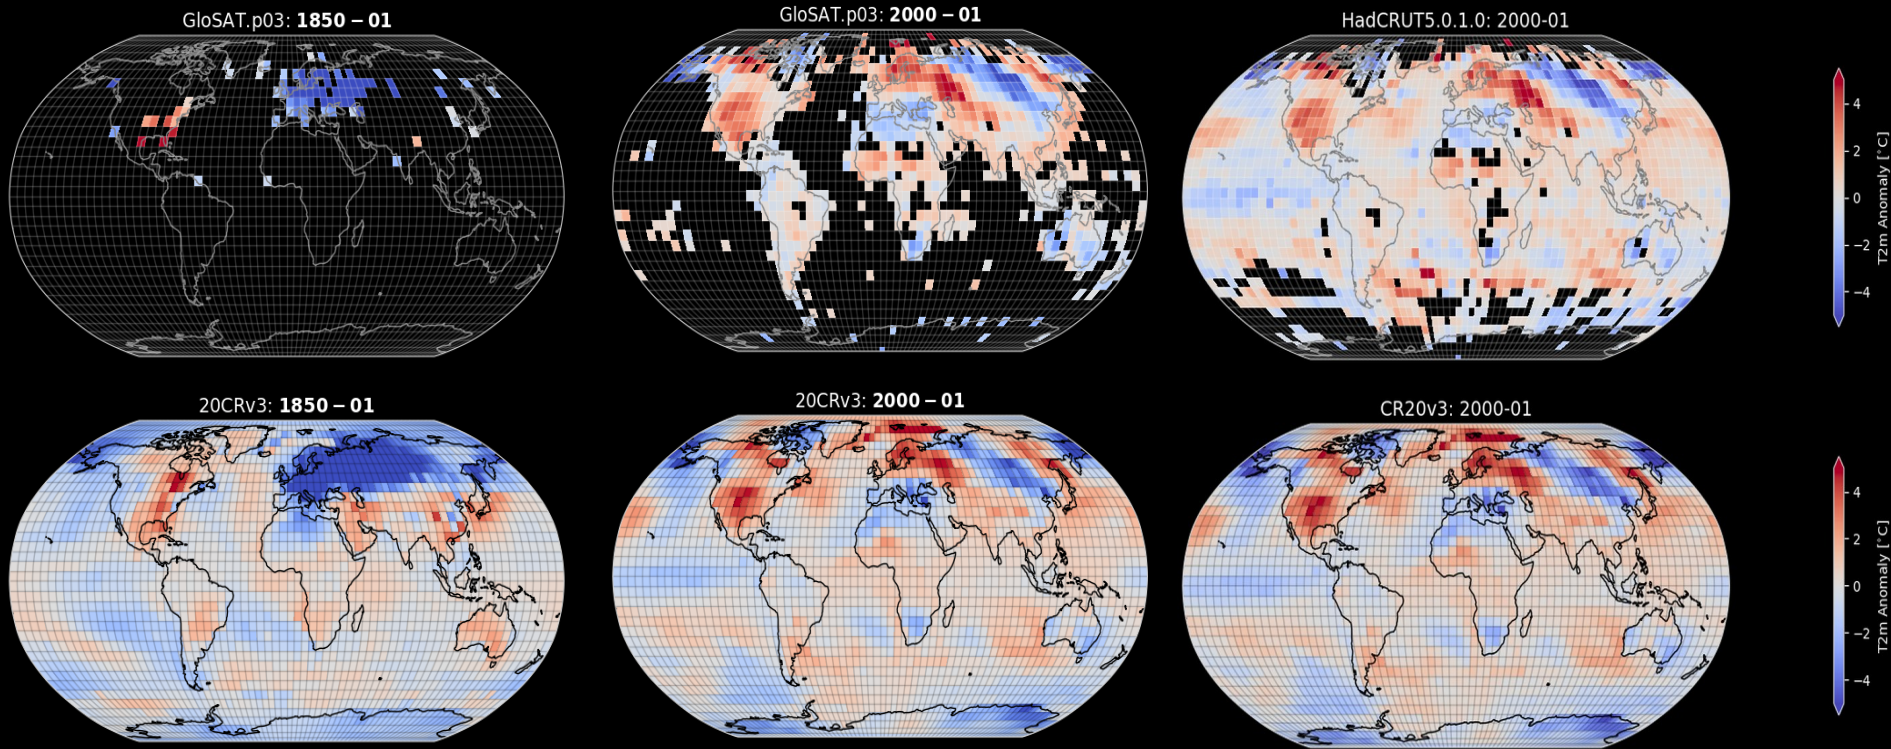 GloSAT.p03: 1850 − 01
GloSAT.p03: 2000 − 01
HadCRUT5.0.1.0: 2000-01
4
2
0
−2
−4
T2m Anomaly [°C]
20CRv3: 1850 − 01
20CRv3: 2000 − 01
CR20v3: 2000-01
4
2
0
−2
−4
T2m Anomaly [°C]